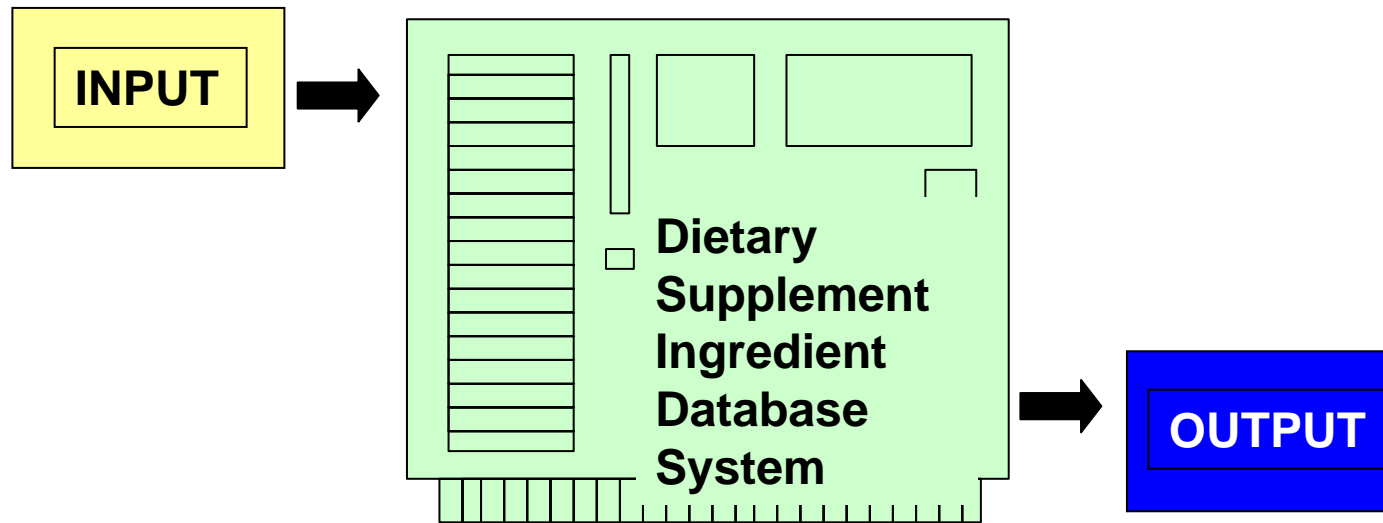 INPUT
Dietary
Supplement
Ingredient
Database
System
OUTPUT